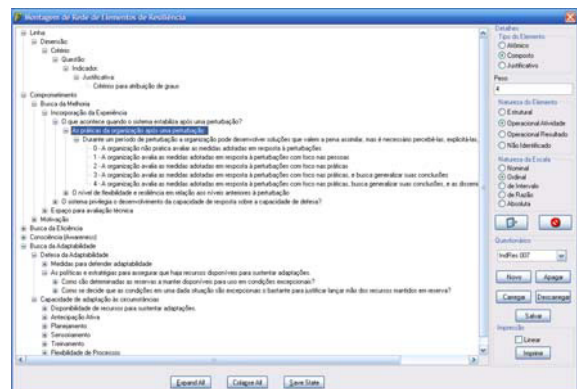 Montagem de Rede de Elementos de Resiliência
Linha
Dimensão
Critério
Questão
Indicador
Justificativa
Critérios para atribuição de graus
Comprometimento
Busca da Melhoria
Incorporação da Experiência
O que acontece quando o sistema estabiliza após uma perturbação?
As práticas da organização após uma perturbação
Durante um período de perturbação a organização pode desenvolver soluções que valem a pena assimilar, mas é necessário percebê-las, explicitá-las,
0 - A organização não pratica avaliar as medidas adotadas em resposta à perturbações
1 - A organização avalia as medidas adotadas em resposta à perturbações com foco nas pessoas
2 - A organização avalia as medidas adotadas em resposta à perturbações com foco nas práticas
3 - A organização avalia as medidas adotadas em resposta à perturbações com foco nas práticas, e busca generalizar suas conclusões
4 - A organização avalia as medidas adotadas em resposta à perturbações com foco nas práticas, busca generalizar suas conclusões, e as dissemi
O nível de flexibilidade e resiliência em relação aos níveis anteriores à perturbação
O sistema privilegia o desenvolvimento da capacidade de resposta sobre a capacidade de defesa?
Espaço para avaliação técnica
Motivação
Busca da Eficiência
Consciência (Awareness)
Busca da Adaptabilidade
Defesa da Adaptabilidade
Medidas para defender adaptabilidade
As políticas e estratégias para assegurar que haja recursos disponíveis para sustentar adaptações.
Como são determinadas as reservas a manter disponíveis para uso em condições excepcionais?
Como se decide que as condições em uma dada situação são excepcionais o bastante para justificar lançar mão dos recursos mantidos em reserva?
Capacidade de adaptação às circunstâncias
Disponibilidade de recursos para sustentar adaptações.
Antecipação Ativa
Planejamento
Sensoriamento
Treinamento
Flexibilidade de Processos
Expand All
Colapse All
Save State
Detalhes
Tipo do Elemento
Atômico
Composto
Justificativo
Peso
4
Natureza do Elemento
Estrutural
Operacional Atividade
Operacional Resultado
Não Identificado
Natureza da Escala
Nominal
Ordinal
de Intervalo
de Razão
Absoluta
Questionários
IndRes 007
Novo
Apagar
Carregar
Descarregar
Salvar
Impressão
Linear
Imprimir